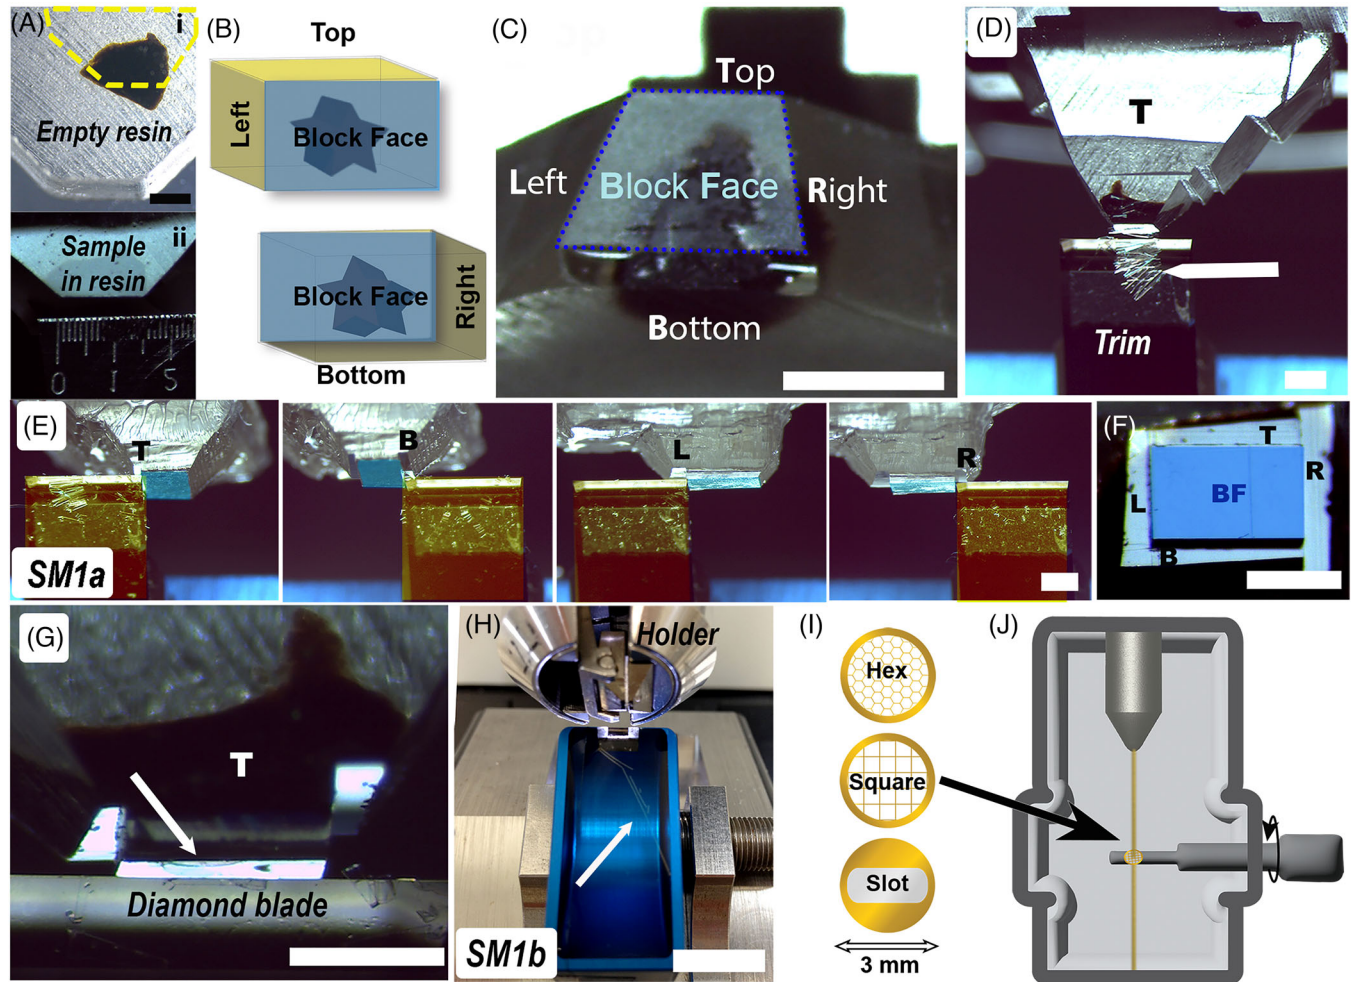 (A)
i
Empty resin
ii
Sample
in resin
0 1 5
(B)
Top
Left
Block Face
Block Face
Right
Bottom
(C)
Top
Left
Block Face
Right
Bottom
(D)
T
Trim
(E)
T
B
L
R
SM1a
(F)
T
R
L
BF
B
(G)
T
Diamond blade
(H)
Holder
SM1b
(I)
Hex
Square
Slot
3 mm
(J)